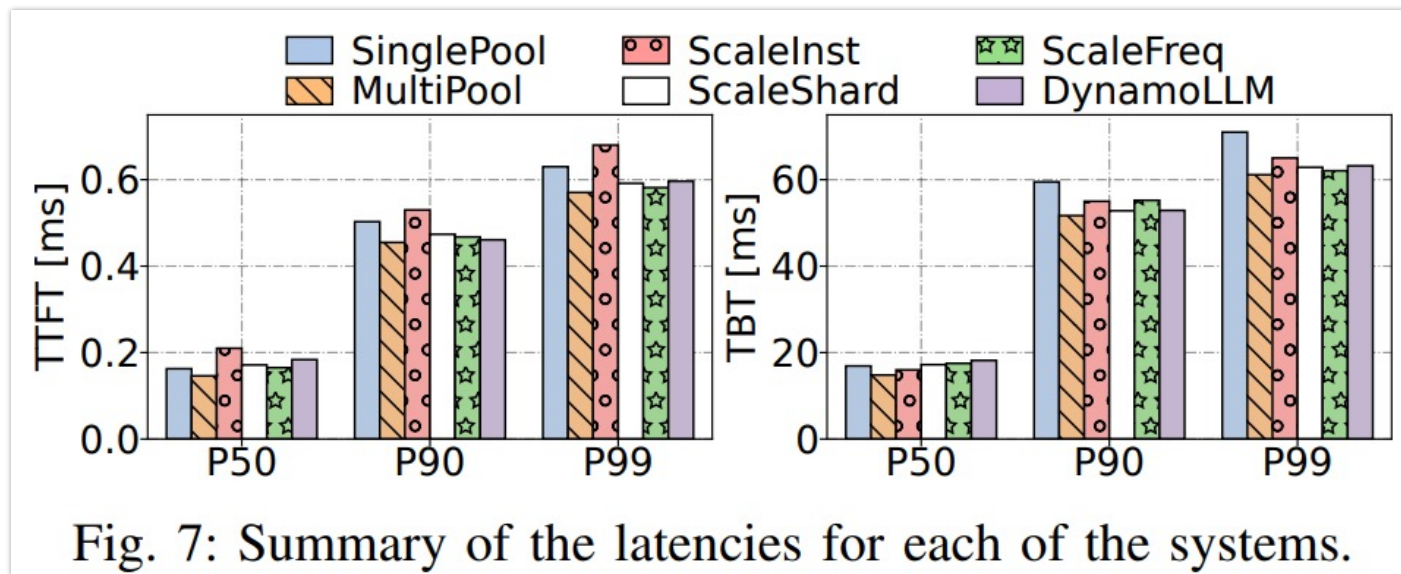 SinglePool ScaleInst ScaleFreq
MultiPool ScaleShard DynamoLLM
TTFT [ms]
0.6
0.4
0.2
0.0
P50 P90 P99
TBT [ms]
60
40
20
0
P50 P90 P99
Fig. 7: Summary of the latencies for each of the systems.